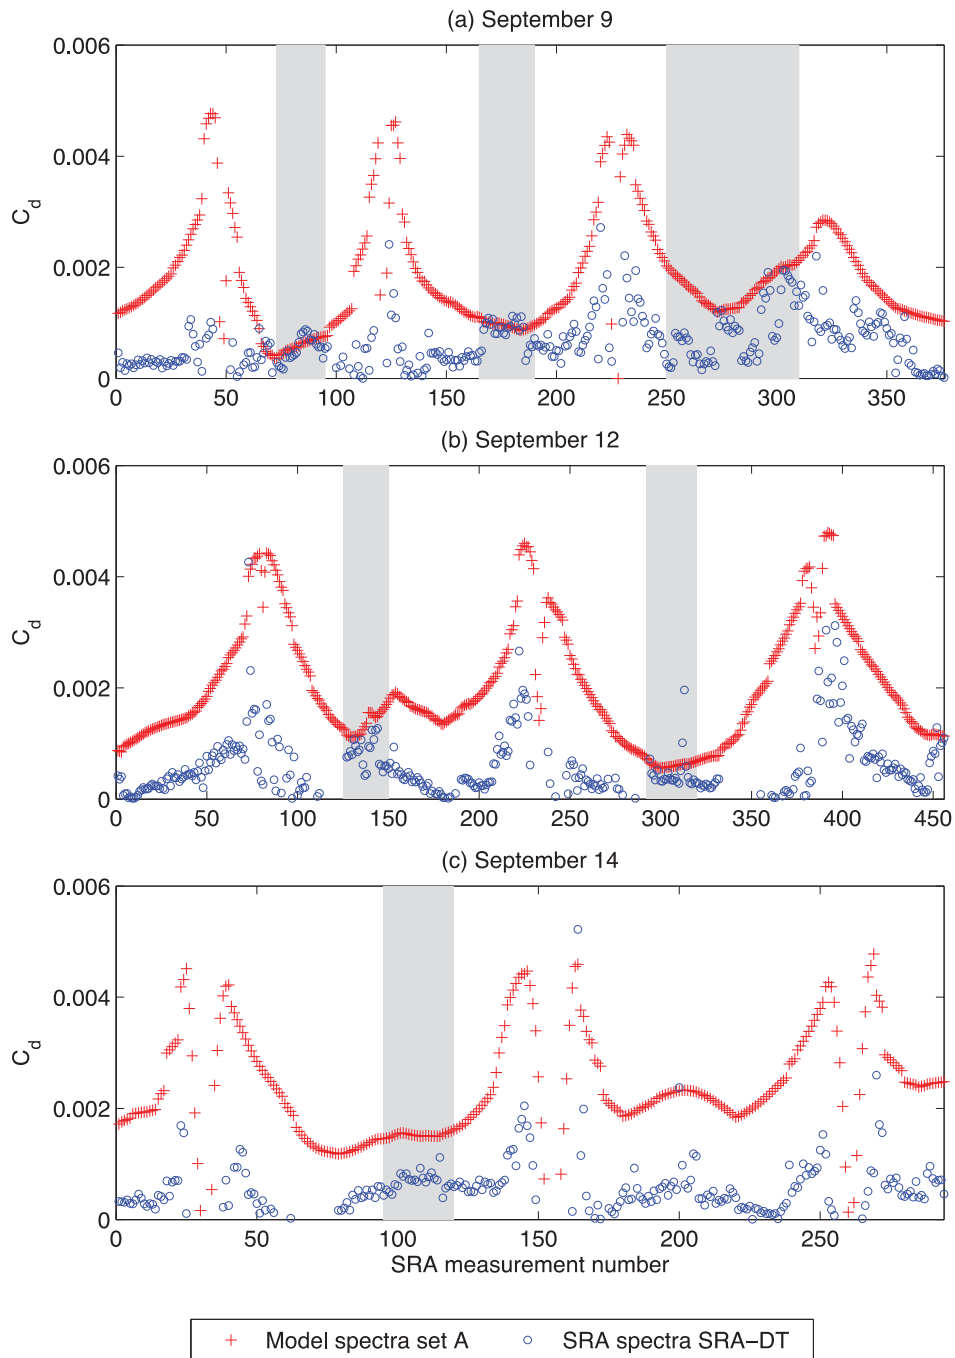 (a) September 9
0.006
0.004
0.002
0
C_d
0 50 100 150 200 250 300 350
(b) September 12
0.006
0.004
0.002
0
C_d
0 50 100 150 200 250 300 350 400 450
(c) September 14
0.006
0.004
0.002
0
C_d
0 50 100 150 200 250
SRA measurement number
+ Model spectra set A
SRA spectra SRA−DT